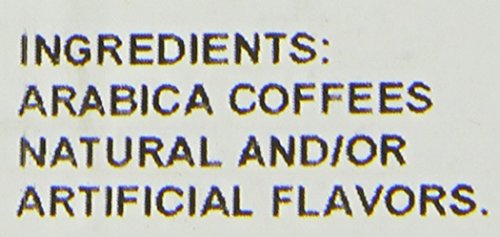 INGREDIENTS:
ARABICA COFFEES
NATURAL AND/OR
ARTIFICIAL FLAVORS.